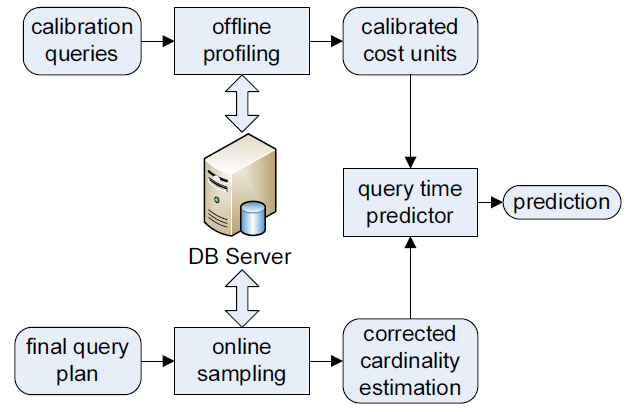 calibration
queries
offline
profiling
calibrated
cost units
query time
predictor
prediction
DB Server
final query
plan
online
sampling
corrected
cardinality
estimation